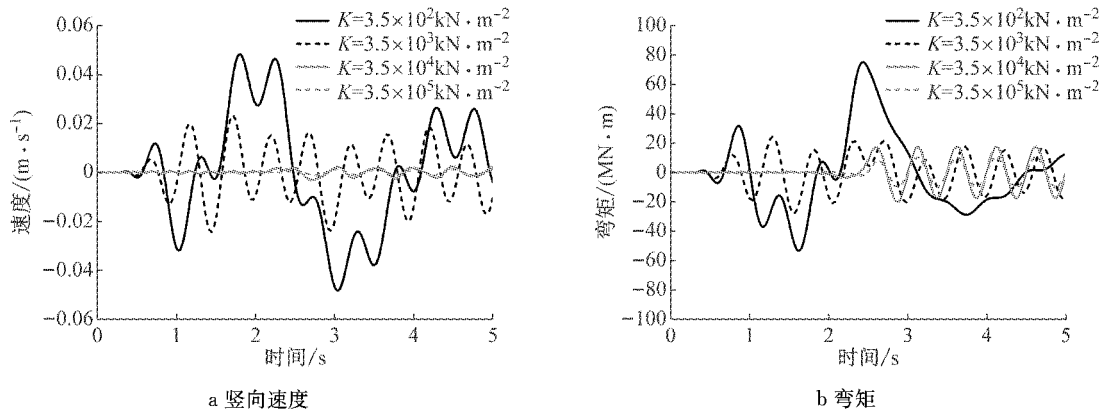 0.06
0.04
0.02
0
−0.02
−0.04
−0.06
速度/(m·s⁻¹)
K=3.5×10²kN·m⁻²
K=3.5×10³kN·m⁻²
K=3.5×10⁴kN·m⁻²
K=3.5×10⁵kN·m⁻²
0 1 2 3 4 5
时间/s
a 竖向速度
100
80
60
40
20
0
−20
−40
−60
−80
−100
弯矩/(MN·m)
K=3.5×10²kN·m⁻²
K=3.5×10³kN·m⁻²
K=3.5×10⁴kN·m⁻²
K=3.5×10⁵kN·m⁻²
0 1 2 3 4 5
时间/s
b 弯矩